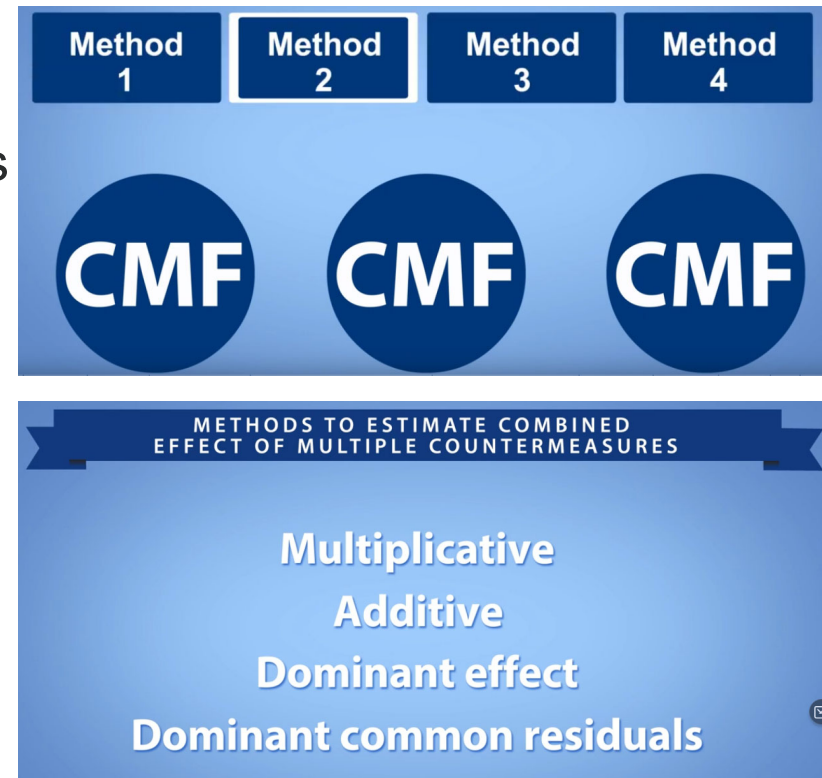 Method Method Method Method
1 2 3 4
s
CMF CMF CMF
METHODS TO ESTIMATE COMBINED
EFFECT OF MULTIPLE COUNTERMEASURES
Multiplicative
Additive
Dominant effect
Dominant common residuals